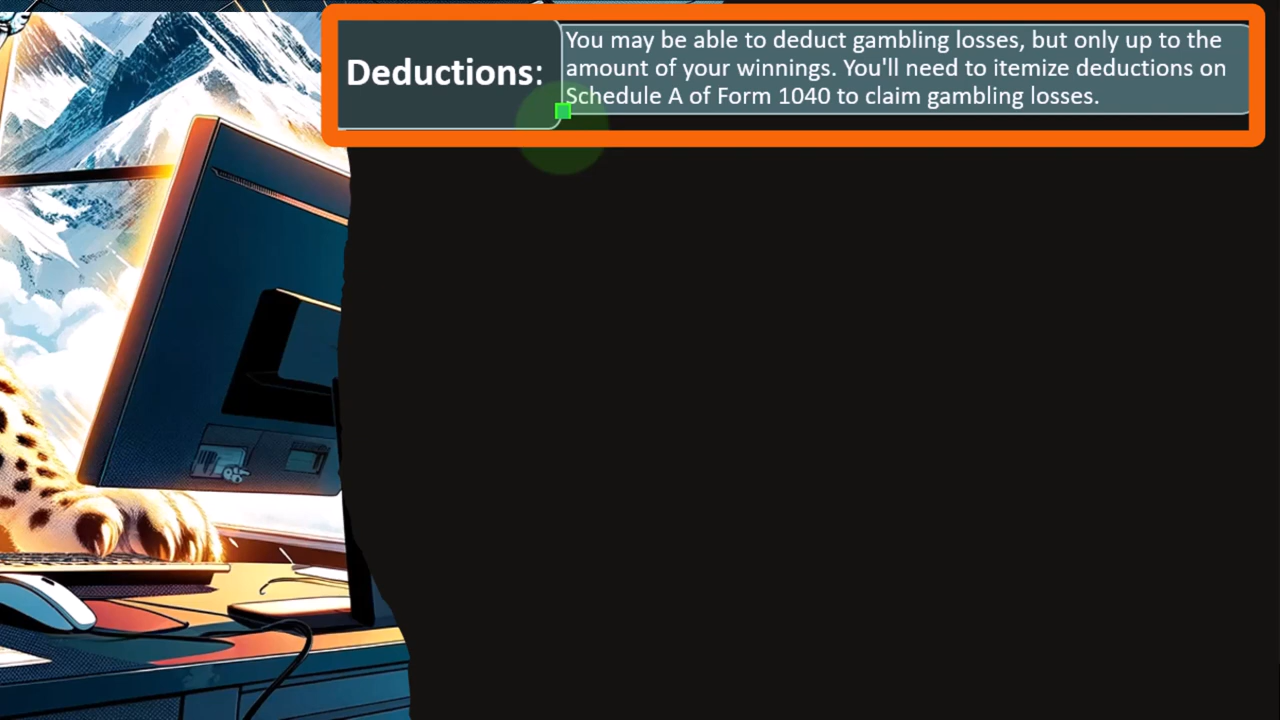 Deductions:
You may be able to deduct gambling losses, but only up to the
amount of your winnings. You'll need to itemize deductions on
Schedule A of Form 1040 to claim gambling losses.